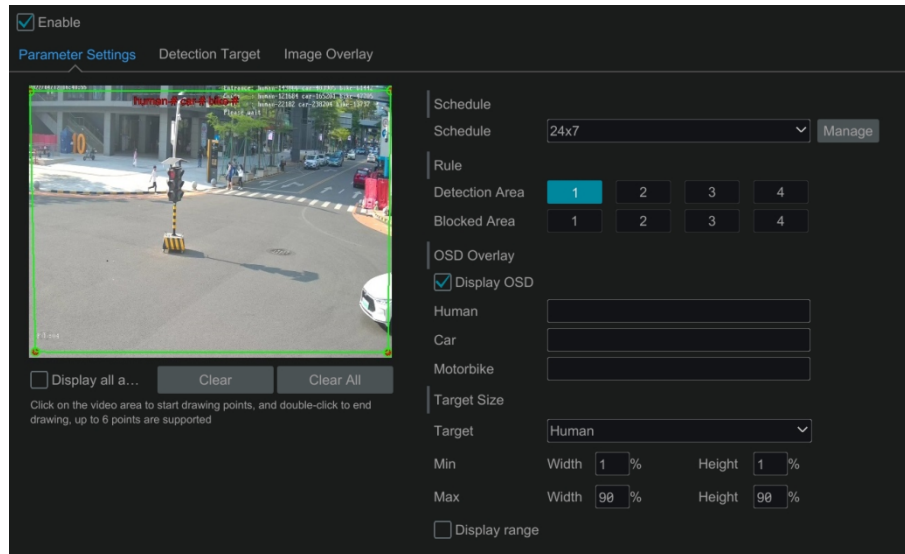 Enable
Parameter Settings Detection Target Image Overlay
Schedule
Schedule 24x7 Manage
Rule
Detection Area 1 2 3 4
Blocked Area 1 2 3 4
OSD Overlay
Display OSD
Human
Car
Motorbike
Target Size
Target Human
Min Width 1 % Height 1 %
Max Width 90 % Height 90 %
Display range
human-# car-# bike-#
10
Display all a... Clear Clear All
Click on the video area to start drawing points, and double-click to end
drawing, up to 6 points are supported